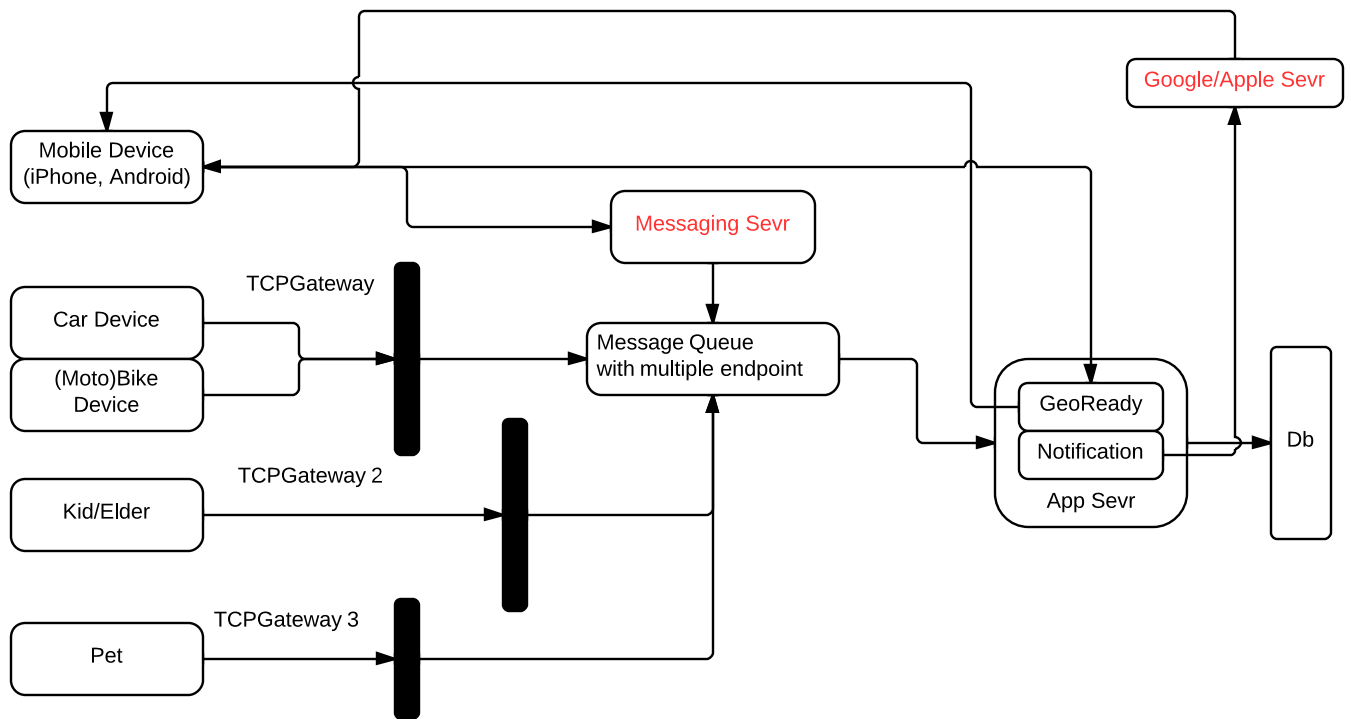 Google/Apple Sevr
Mobile Device
(iPhone, Android)
Messaging Sevr
TCPGateway
Car Device
(Moto)Bike
Device
Message Queue
with multiple endpoint
GeoReady
Notification
App Sevr
Db
TCPGateway 2
Kid/Elder
TCPGateway 3
Pet